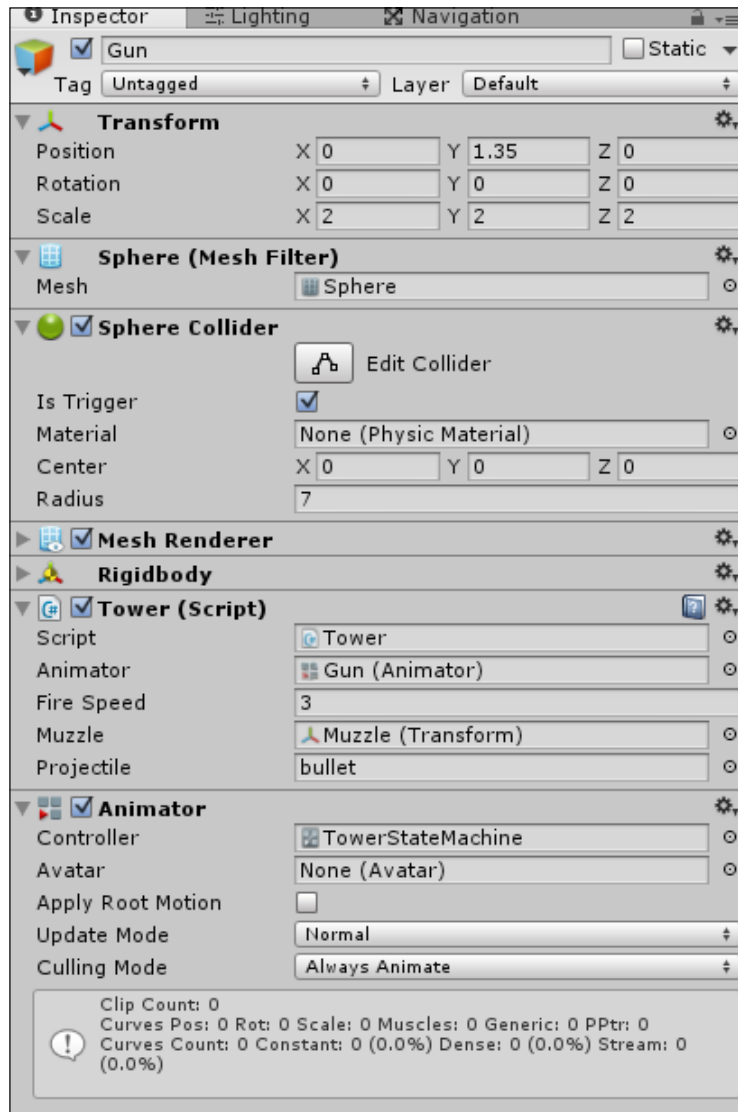 Inspector Lighting Navigation
Gun Static
Tag Untagged Layer Default
Transform
Position X 0 Y 1.35 Z 0
Rotation X 0 Y 0 Z 0
Scale X 2 Y 2 Z 2
Sphere (Mesh Filter)
Mesh Sphere
Sphere Collider
Edit Collider
Is Trigger
Material None (Physic Material)
Center X 0 Y 0 Z 0
Radius 7
Mesh Renderer
Rigidbody
C# Tower (Script)
Script Tower
Animator Gun (Animator)
Fire Speed 3
Muzzle Muzzle (Transform)
Projectile bullet
Animator
Controller TowerStateMachine
Avatar None (Avatar)
Apply Root Motion
Update Mode Normal
Culling Mode Always Animate
Clip Count: 0
Curves Pos: 0 Rot: 0 Scale: 0 Muscles: 0 Generic: 0 PPtr: 0
Curves Count: 0 Constant: 0 (0.0%) Dense: 0 (0.0%) Stream: 0
(0.0%)